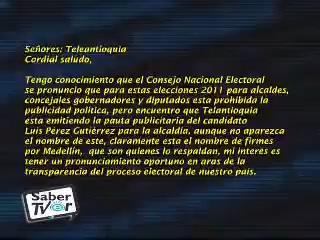 Señores: Teleantioquia
Cordial saludo,
Tengo conocimiento que el Consejo Nacional Electoral
se pronuncio que para estas elecciones 2011 para alcaldes,
concejales gobernadores y diputados esta prohibida la
publicidad politica, pero encuentro que Telantioquia
esta emitiendo la pauta publicitaria del candidato
Luis Pérez Gutiérrez para la alcaldia, aunque no aparezca
el nombre de este, claramente esta el nombre de firmes
por Medellin,  que son quienes lo respaldan, mi interes es
tener un pronunciamiento oportuno en aras de la
transparencia del proceso electoral de nuestro pais.
Saber
TVer